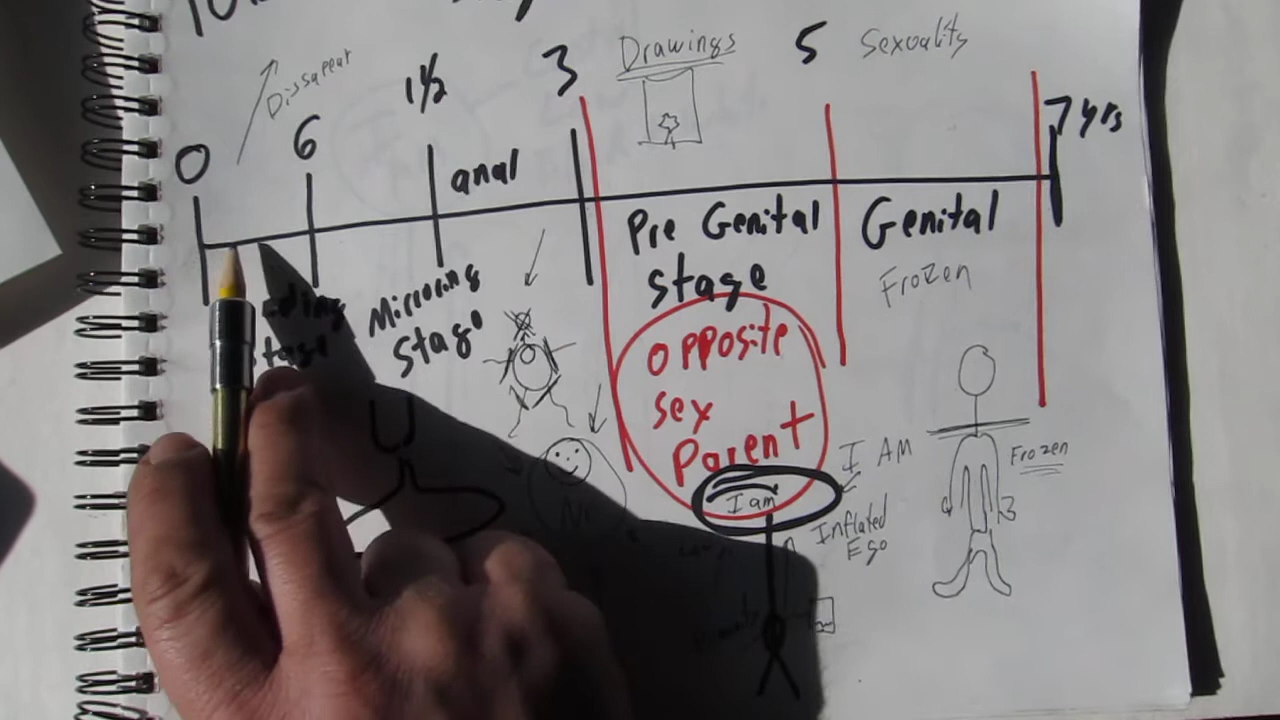 Dissapear
0
6
1½
3
Drawings
5
Sexuality
7 yrs
anal
stage
Mirroring
Stage
Pre Genital
stage
Genital
Frozen
opposite
sex
Parent
I am
I AM
Inflated
Ego
Frozen